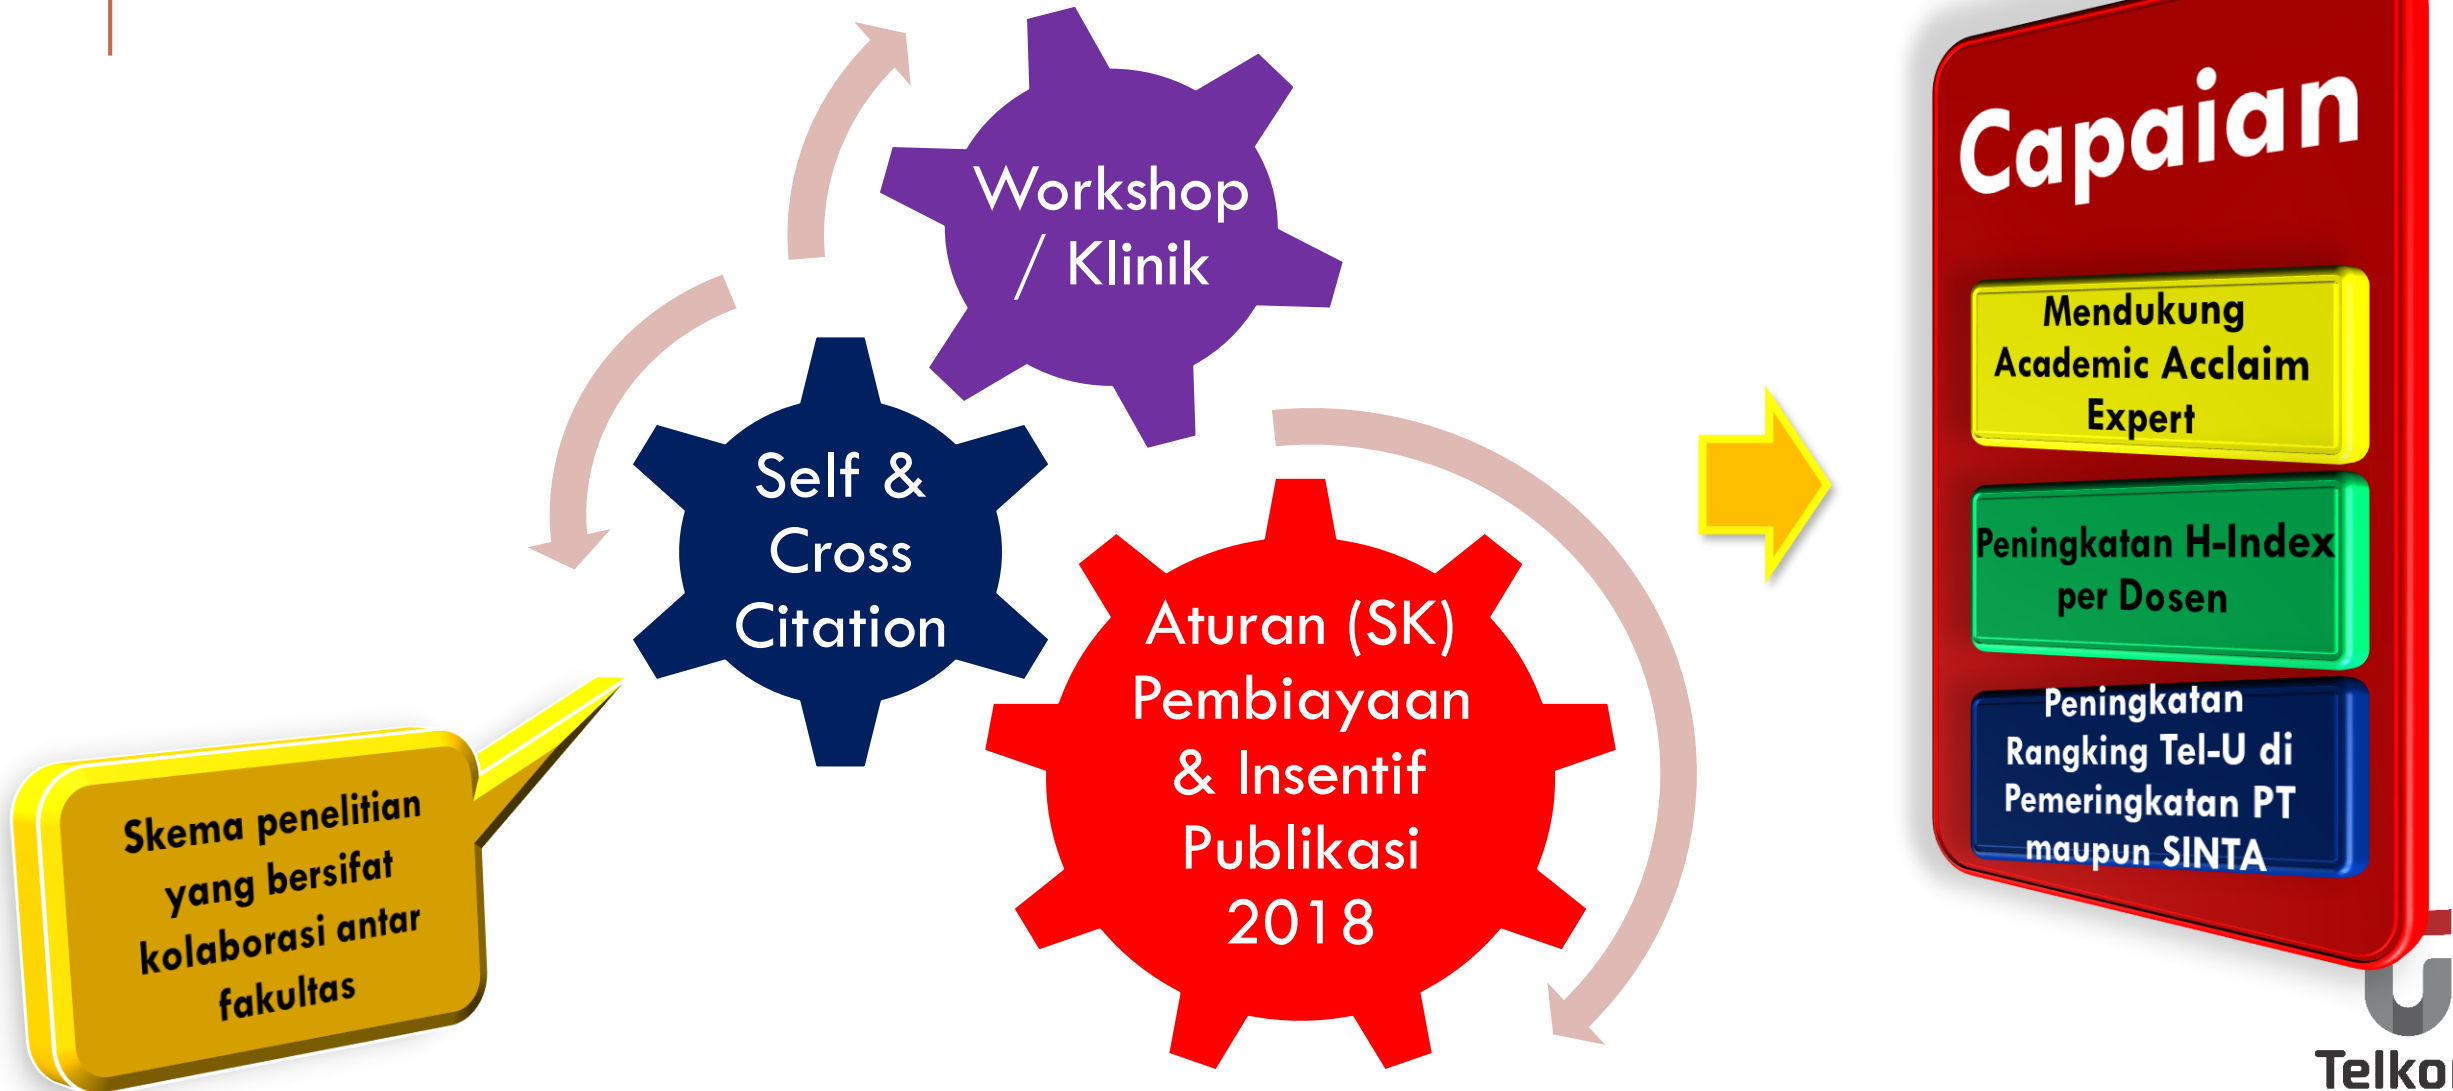 Workshop
/ Klinik
Self &
Cross
Citation
Aturan (SK)
Pembiayaan
& Insentif
Publikasi
2018
Skema penelitian
yang bersifat
kolaborasi antar
fakultas
Capaian
Mendukung
Academic Acclaim
Expert
Peningkatan H-Index
per Dosen
Peningkatan
Rangking Tel-U di
Pemeringkatan PT
maupun SINTA